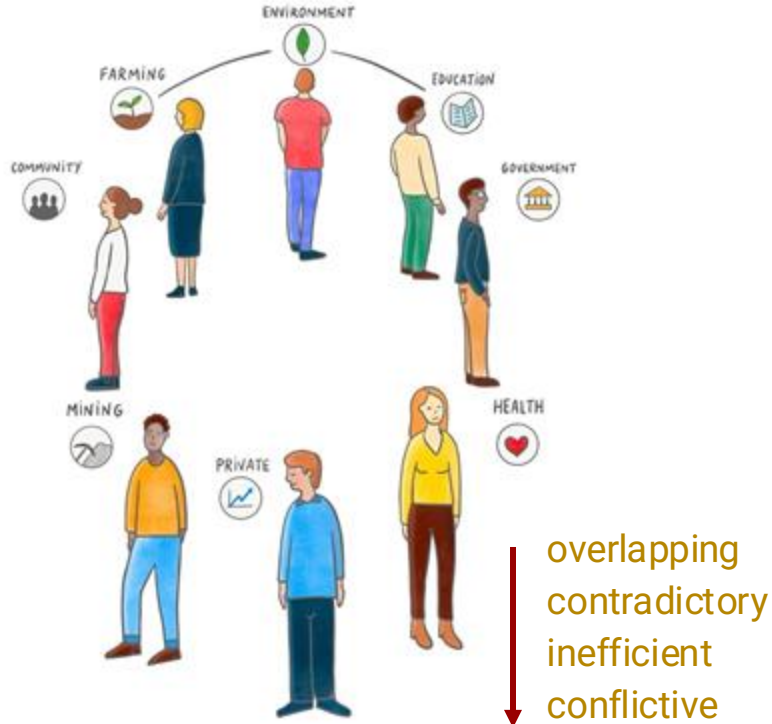 ENVIRONMENT
FARMING
EDUCATION
COMMUNITY
GOVERNMENT
MINING
HEALTH
PRIVATE
overlapping
contradictory
inefficient
conflictive